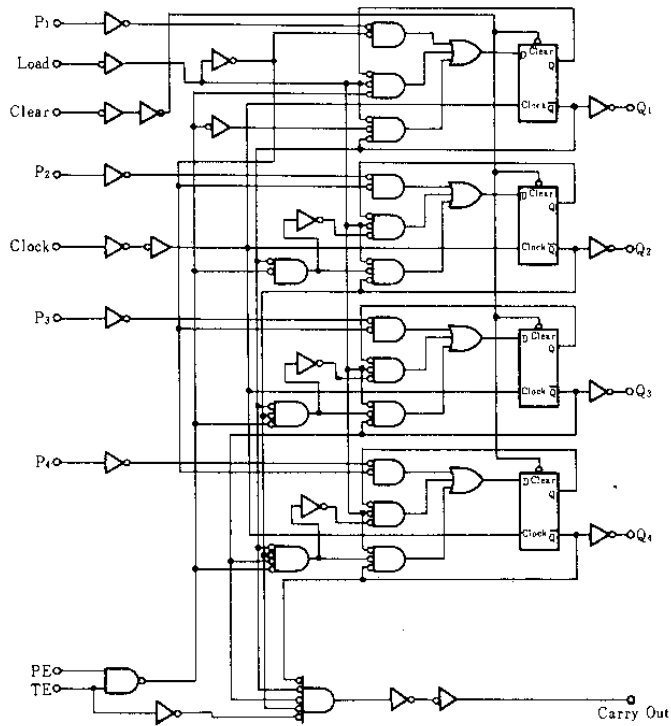 P1
Load
Clear
D Clear
Q
Clock Q
Q1
P2
D Clear
Q
Clock Q
Q2
Clock
P3
D Clear
Q
Clock Q
Q3
P4
D Clear
Q
Clock Q
Q4
PE
TE
Carry Out